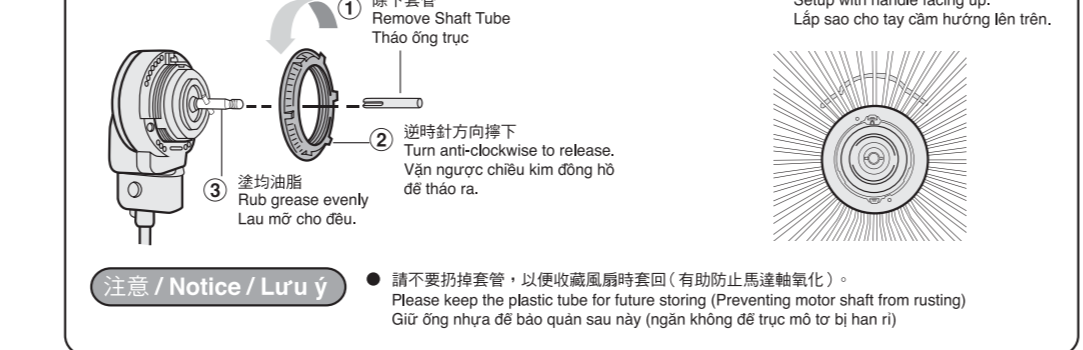 ① 除下套管
Remove Shaft Tube
Tháo ống trục
Setup with handle facing up.
Lắp sao cho tay cầm hướng lên trên.
② 逆時針方向擰下
Turn anti-clockwise to release.
Vặn ngược chiều kim đồng hồ
để tháo ra.
③ 塗均油脂
Rub grease evenly
Lau mỡ cho đều.
注意 / Notice / Lưu ý
● 請不要扔掉套管，以便收藏風扇時套回（有助防止馬達軸氧化）。
Please keep the plastic tube for future storing (Preventing motor shaft from rusting)
Giữ ống nhựa để bảo quản sau này (ngăn không để trục mô tơ bị han rỉ)